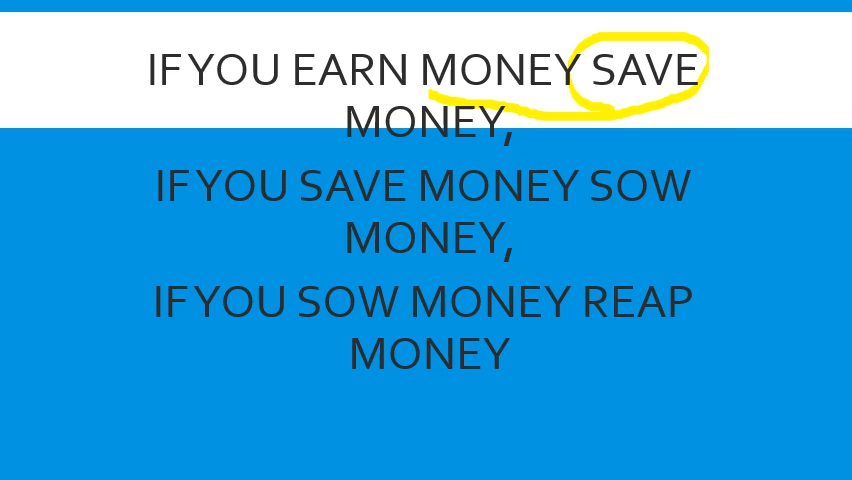 IF YOU EARN MONEY SAVE
MONEY,
IF YOU SAVE MONEY SOW
MONEY,
IF YOU SOW MONEY REAP
MONEY